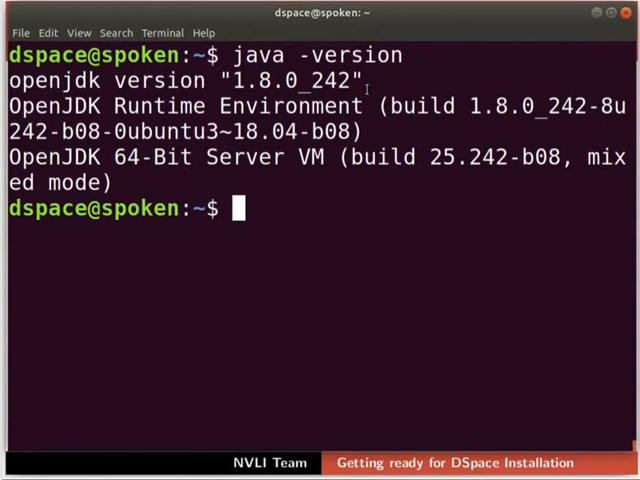 dspace@spoken: ~
File Edit View Search Terminal Help
dspace@spoken:~$ java -version
openjdk version "1.8.0_242"
OpenJDK Runtime Environment (build 1.8.0_242-8u
242-b08-0ubuntu3~18.04-b08)
OpenJDK 64-Bit Server VM (build 25.242-b08, mix
ed mode)
dspace@spoken:~$
NVLI Team Getting ready for DSpace Installation